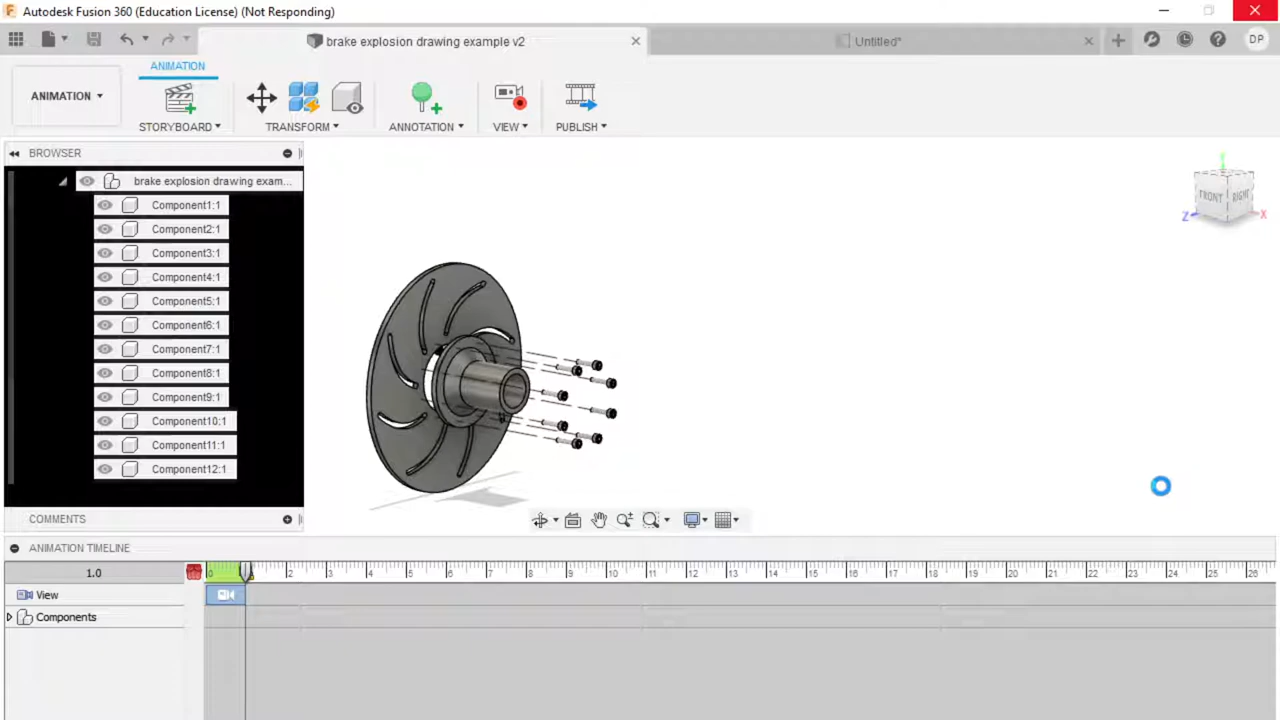 Autodesk Fusion 360 (Education License) (Not Responding)
brake explosion drawing example v2
Untitled*
DP
ANIMATION
ANIMATION
STORYBOARD
TRANSFORM
ANNOTATION
VIEW
PUBLISH
BROWSER
brake explosion drawing exam...
Component1:1
Component2:1
Component3:1
Component4:1
Component5:1
Component6:1
Component7:1
Component8:1
Component9:1
Component10:1
Component11:1
Component12:1
FRONT RIGHT
Z X
COMMENTS
ANIMATION TIMELINE
1.0
0 2 3 4 5 6 7 8 9 10 11 12 13 14 15 16 17 18 19 20 21 22 23 24 25 26
View
Components